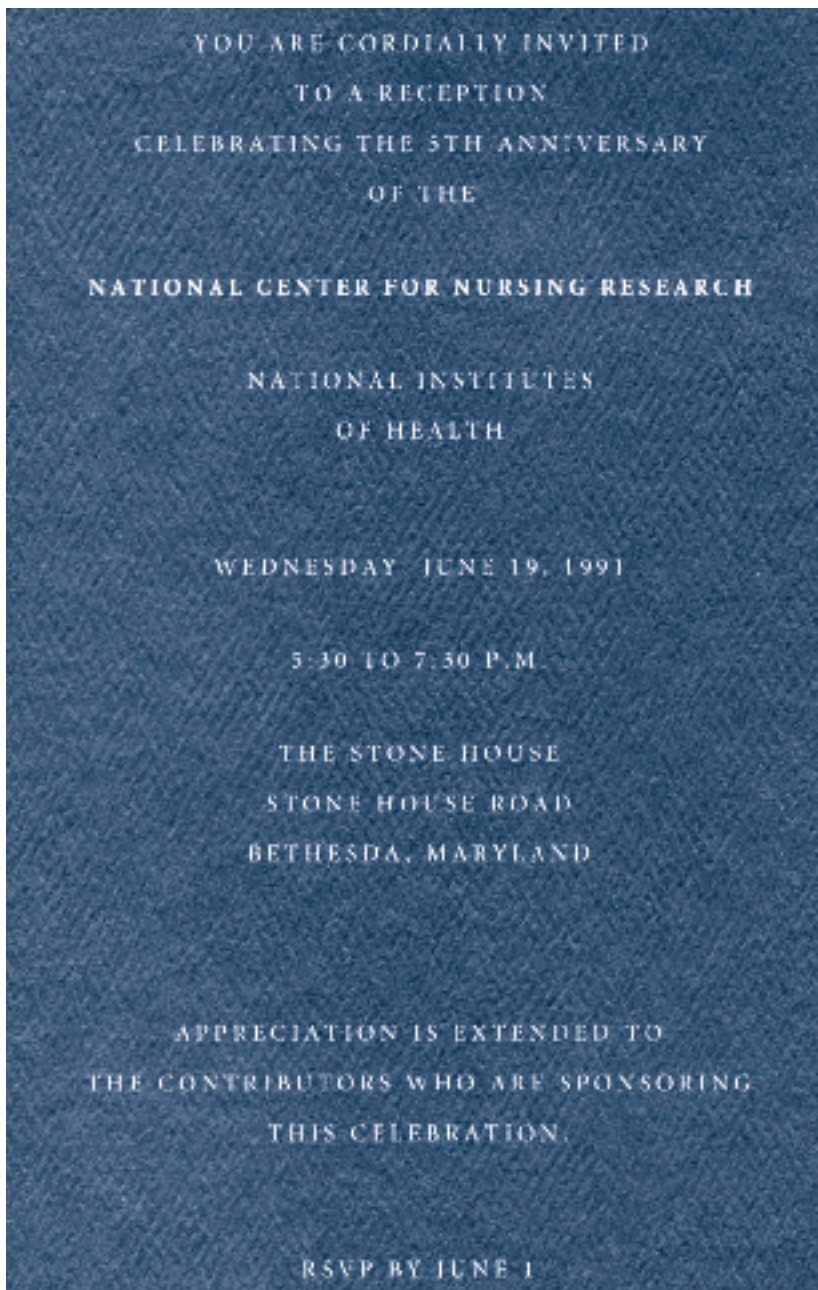 YOU ARE CORDIALLY INVITED
TO A RECEPTION
CELEBRATING THE 5TH ANNIVERSARY
OF THE
NATIONAL CENTER FOR NURSING RESEARCH
NATIONAL INSTITUTES
OF HEALTH
WEDNESDAY JUNE 19, 1991
5:30 TO 7:30 P.M.
THE STONE HOUSE
STONE HOUSE ROAD
BETHESDA, MARYLAND
APPRECIATION IS EXTENDED TO
THE CONTRIBUTORS WHO ARE SPONSORING
THIS CELEBRATION.
RSVP BY JUNE 1